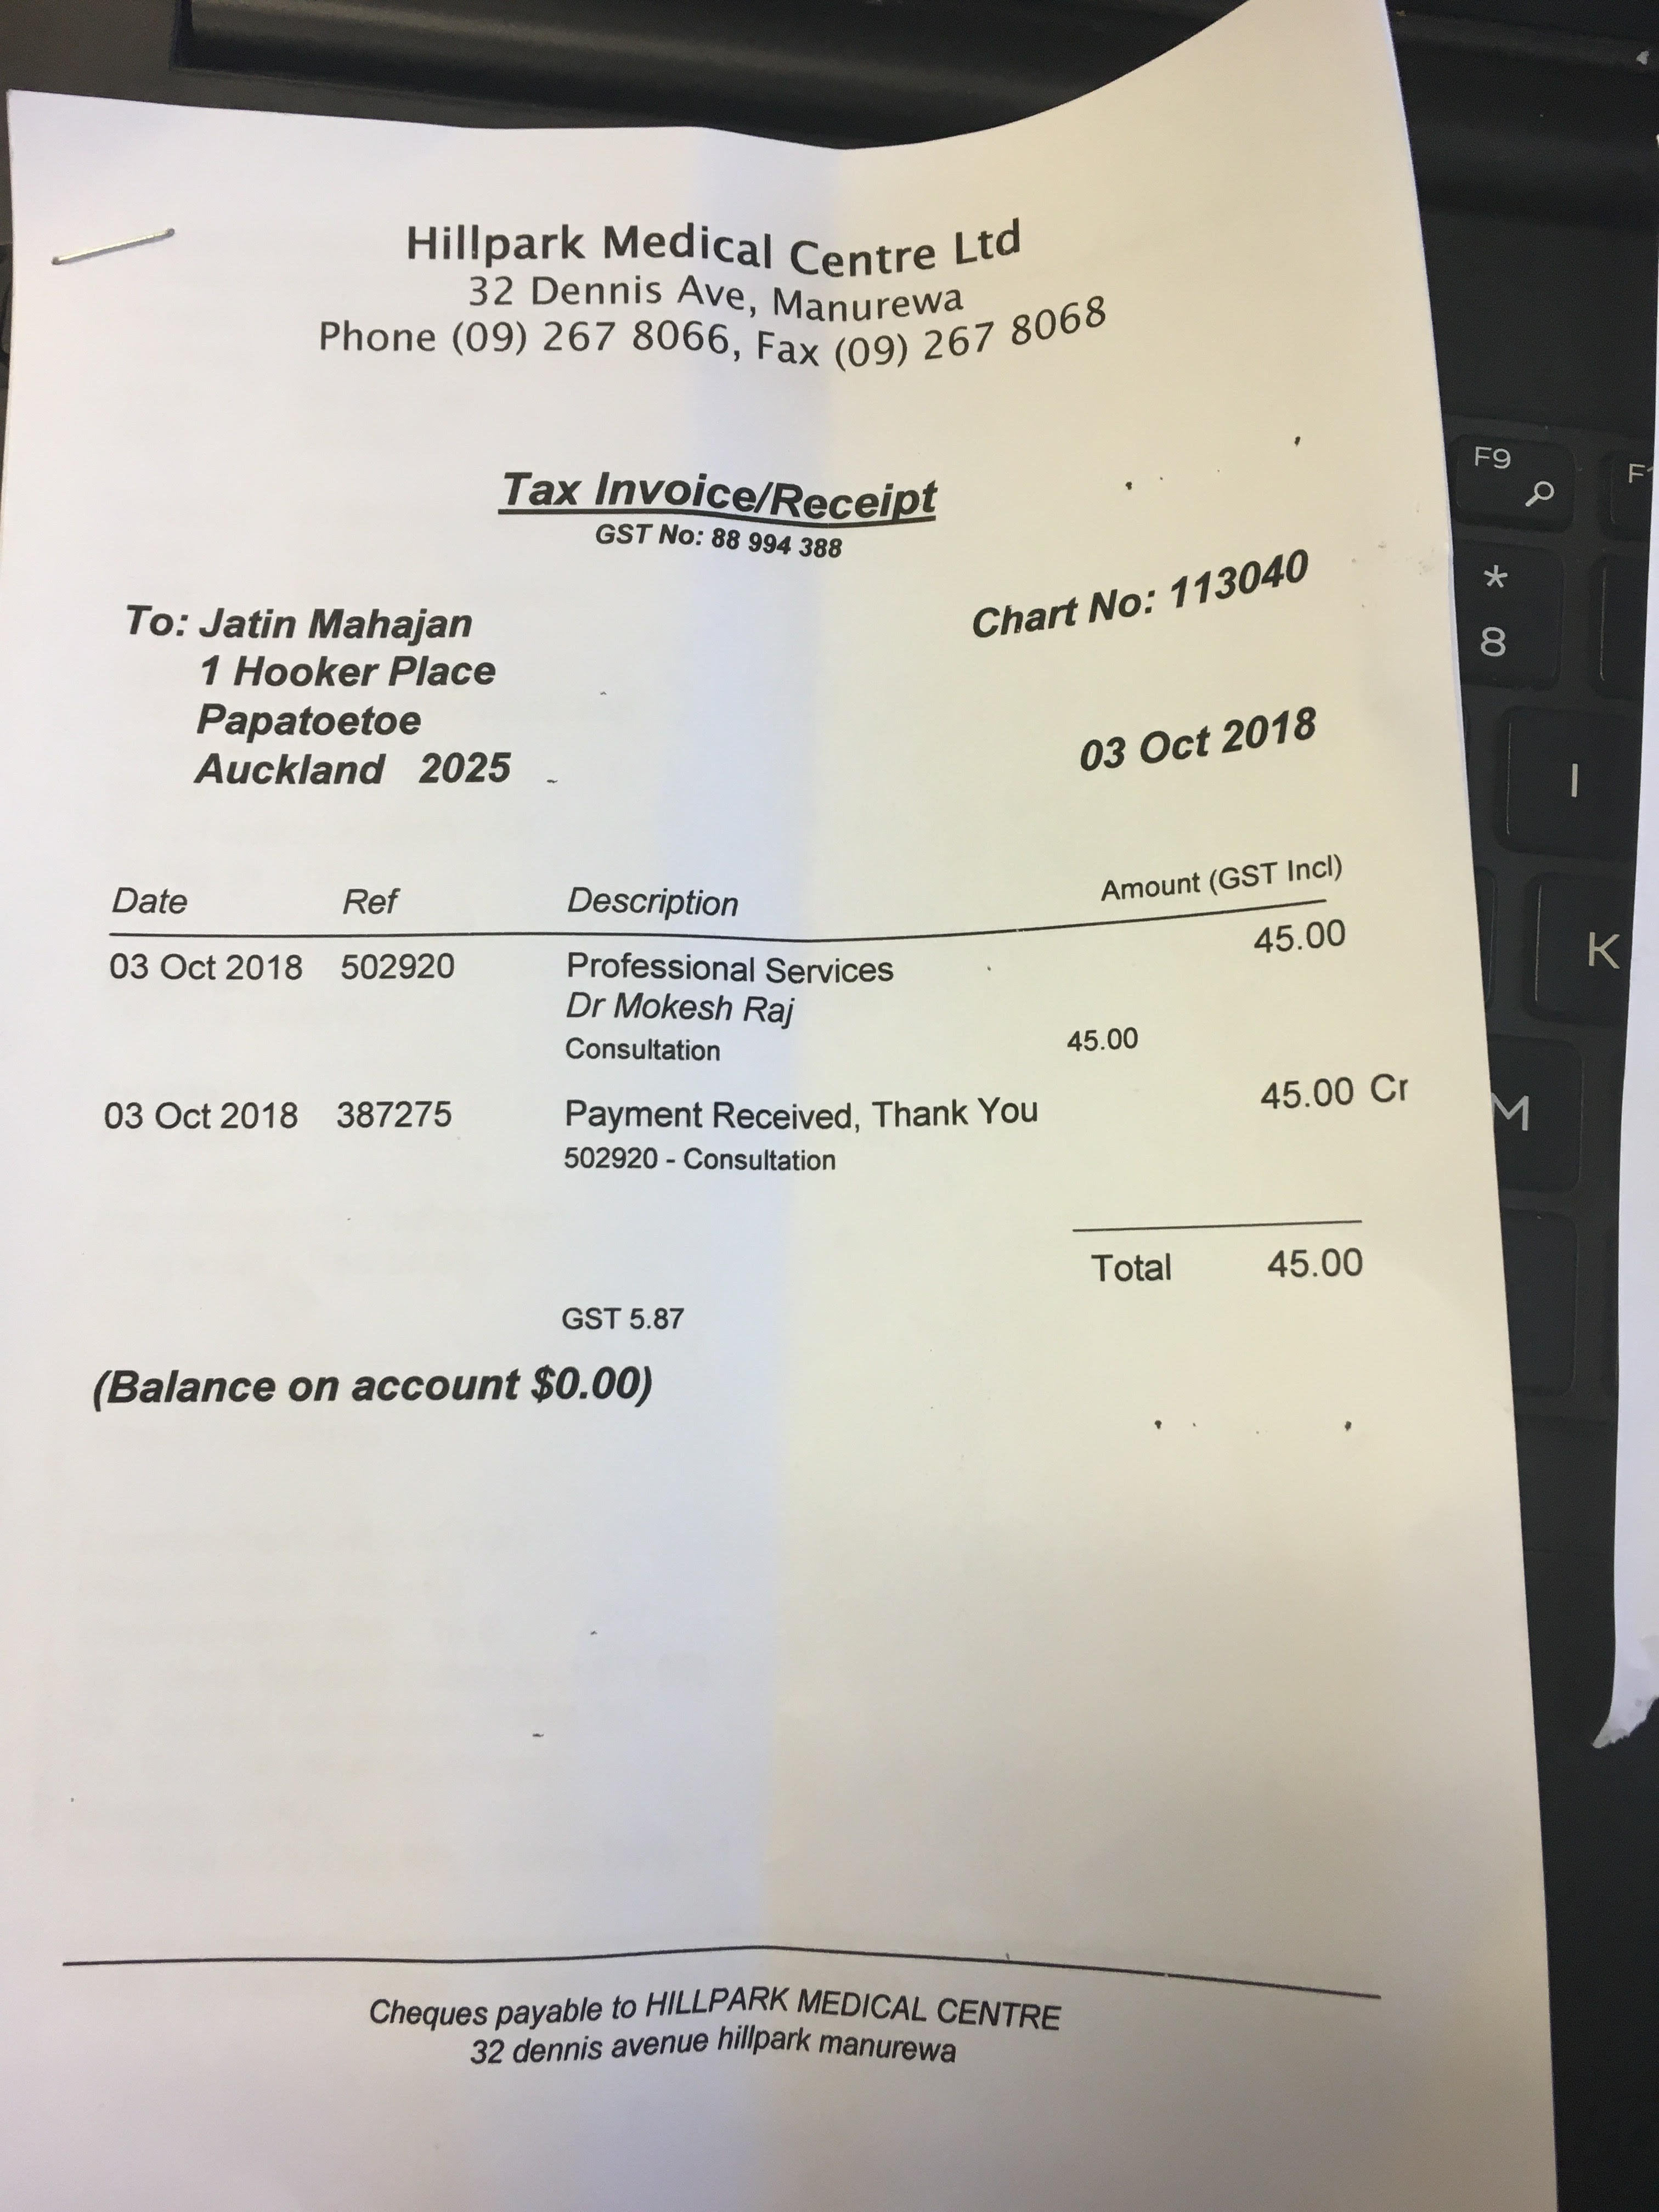 Hillpark Medical Centre Ltd
32 Dennis Ave, Manurewa
Phone (09) 267 8066, Fax (09) 267 8068
Tax Invoice/Receipt
GST No: 88 994 388
To: Jatin Mahajan
1 Hooker Place
Papatoetoe
Auckland 2025
Chart No: 113040
03 Oct 2018
Date Ref Description Amount (GST Incl)
03 Oct 2018 502920 Professional Services 45.00
Dr Mokesh Raj
Consultation 45.00
03 Oct 2018 387275 Payment Received, Thank You 45.00 Cr
502920 - Consultation
Total 45.00
GST 5.87
(Balance on account $0.00)
Cheques payable to HILLPARK MEDICAL CENTRE
32 dennis avenue hillpark manurewa
F9
*
8
I
K
M